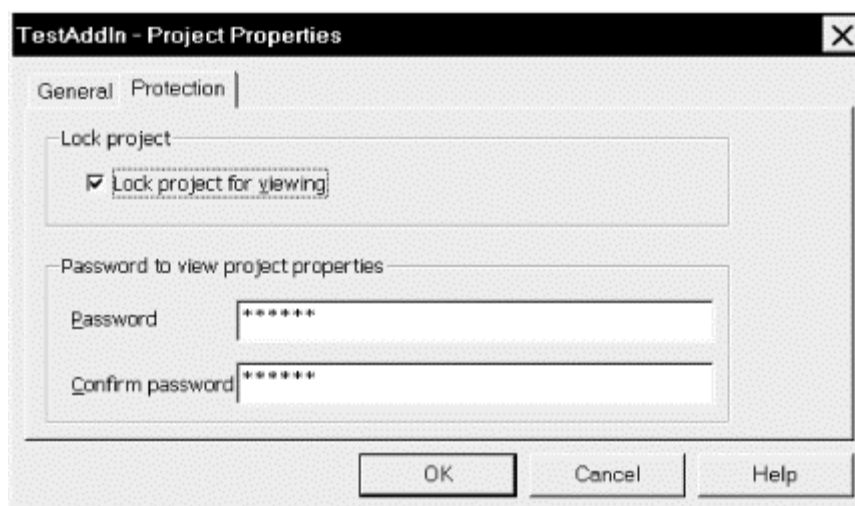 TestAddIn - Project Properties
General Protection
Lock project
Lock project for viewing
Password to view project properties
Password ******
Confirm password ******
OK Cancel Help